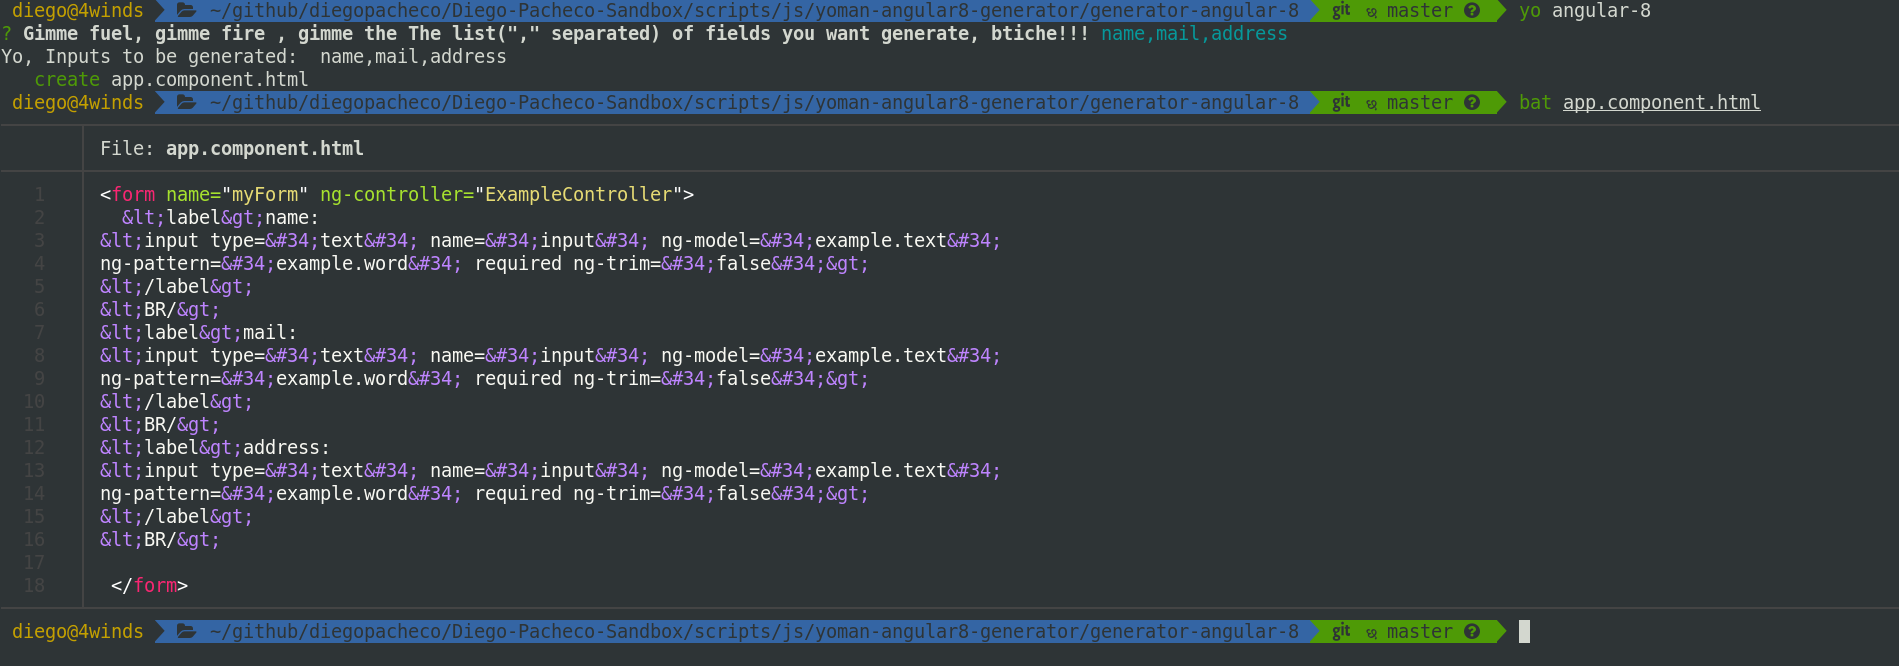 diego@4winds ~/github/diegopacheco/Diego-Pacheco-Sandbox/scripts/js/yoman-angular8-generator/generator-angular-8 git master ? yo angular-8
? Gimme fuel, gimme fire , gimme the The list("," separated) of fields you want generate, btiche!!! name,mail,address
Yo, Inputs to be generated:  name,mail,address
   create app.component.html
diego@4winds ~/github/diegopacheco/Diego-Pacheco-Sandbox/scripts/js/yoman-angular8-generator/generator-angular-8 git master ? bat app.component.html
File: app.component.html
1 <form name="myForm" ng-controller="ExampleController">
2   &lt;label&gt;name:
3 &lt;input type=&#34;text&#34; name=&#34;input&#34; ng-model=&#34;example.text&#34;
4 ng-pattern=&#34;example.word&#34; required ng-trim=&#34;false&#34;&gt;
5 &lt;/label&gt;
6 &lt;BR/&gt;
7 &lt;label&gt;mail:
8 &lt;input type=&#34;text&#34; name=&#34;input&#34; ng-model=&#34;example.text&#34;
9 ng-pattern=&#34;example.word&#34; required ng-trim=&#34;false&#34;&gt;
10 &lt;/label&gt;
11 &lt;BR/&gt;
12 &lt;label&gt;address:
13 &lt;input type=&#34;text&#34; name=&#34;input&#34; ng-model=&#34;example.text&#34;
14 ng-pattern=&#34;example.word&#34; required ng-trim=&#34;false&#34;&gt;
15 &lt;/label&gt;
16 &lt;BR/&gt;
17
18  </form>
diego@4winds ~/github/diegopacheco/Diego-Pacheco-Sandbox/scripts/js/yoman-angular8-generator/generator-angular-8 git master ?